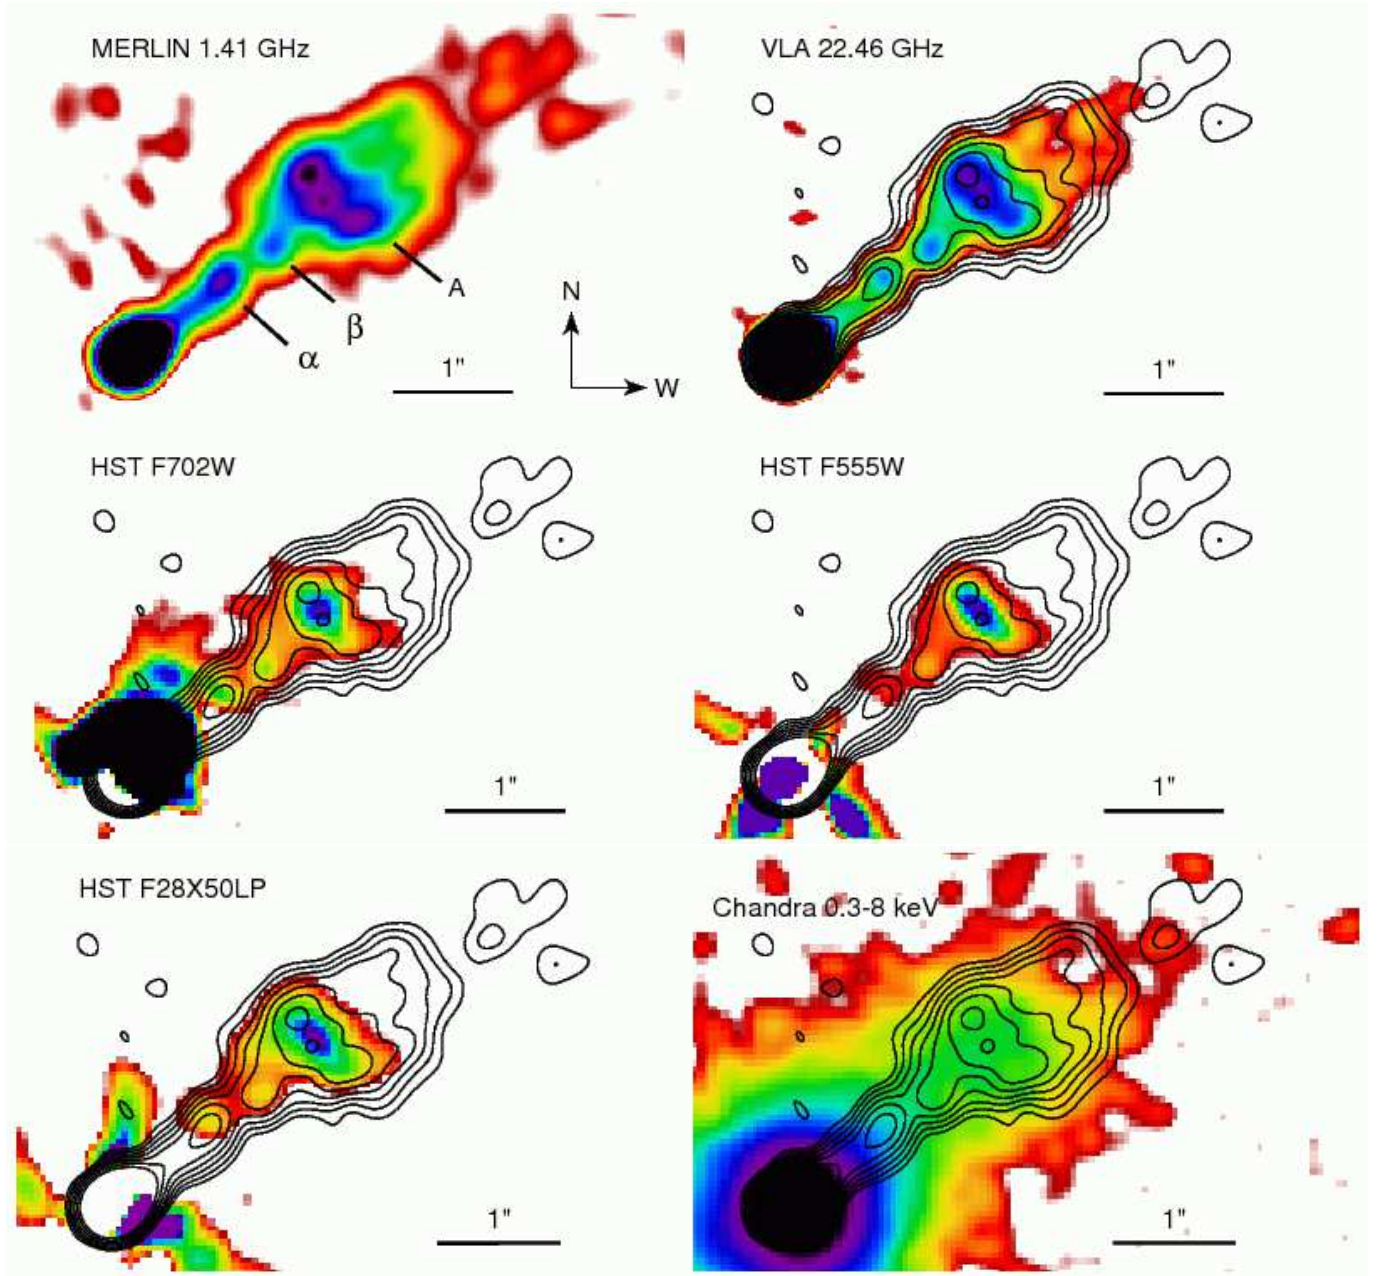 MERLIN 1.41 GHz
VLA 22.46 GHz
A
β
α
N
W
1"
1"
HST F702W
HST F555W
1"
1"
HST F28X50LP
Chandra 0.3-8 keV
1"
1"